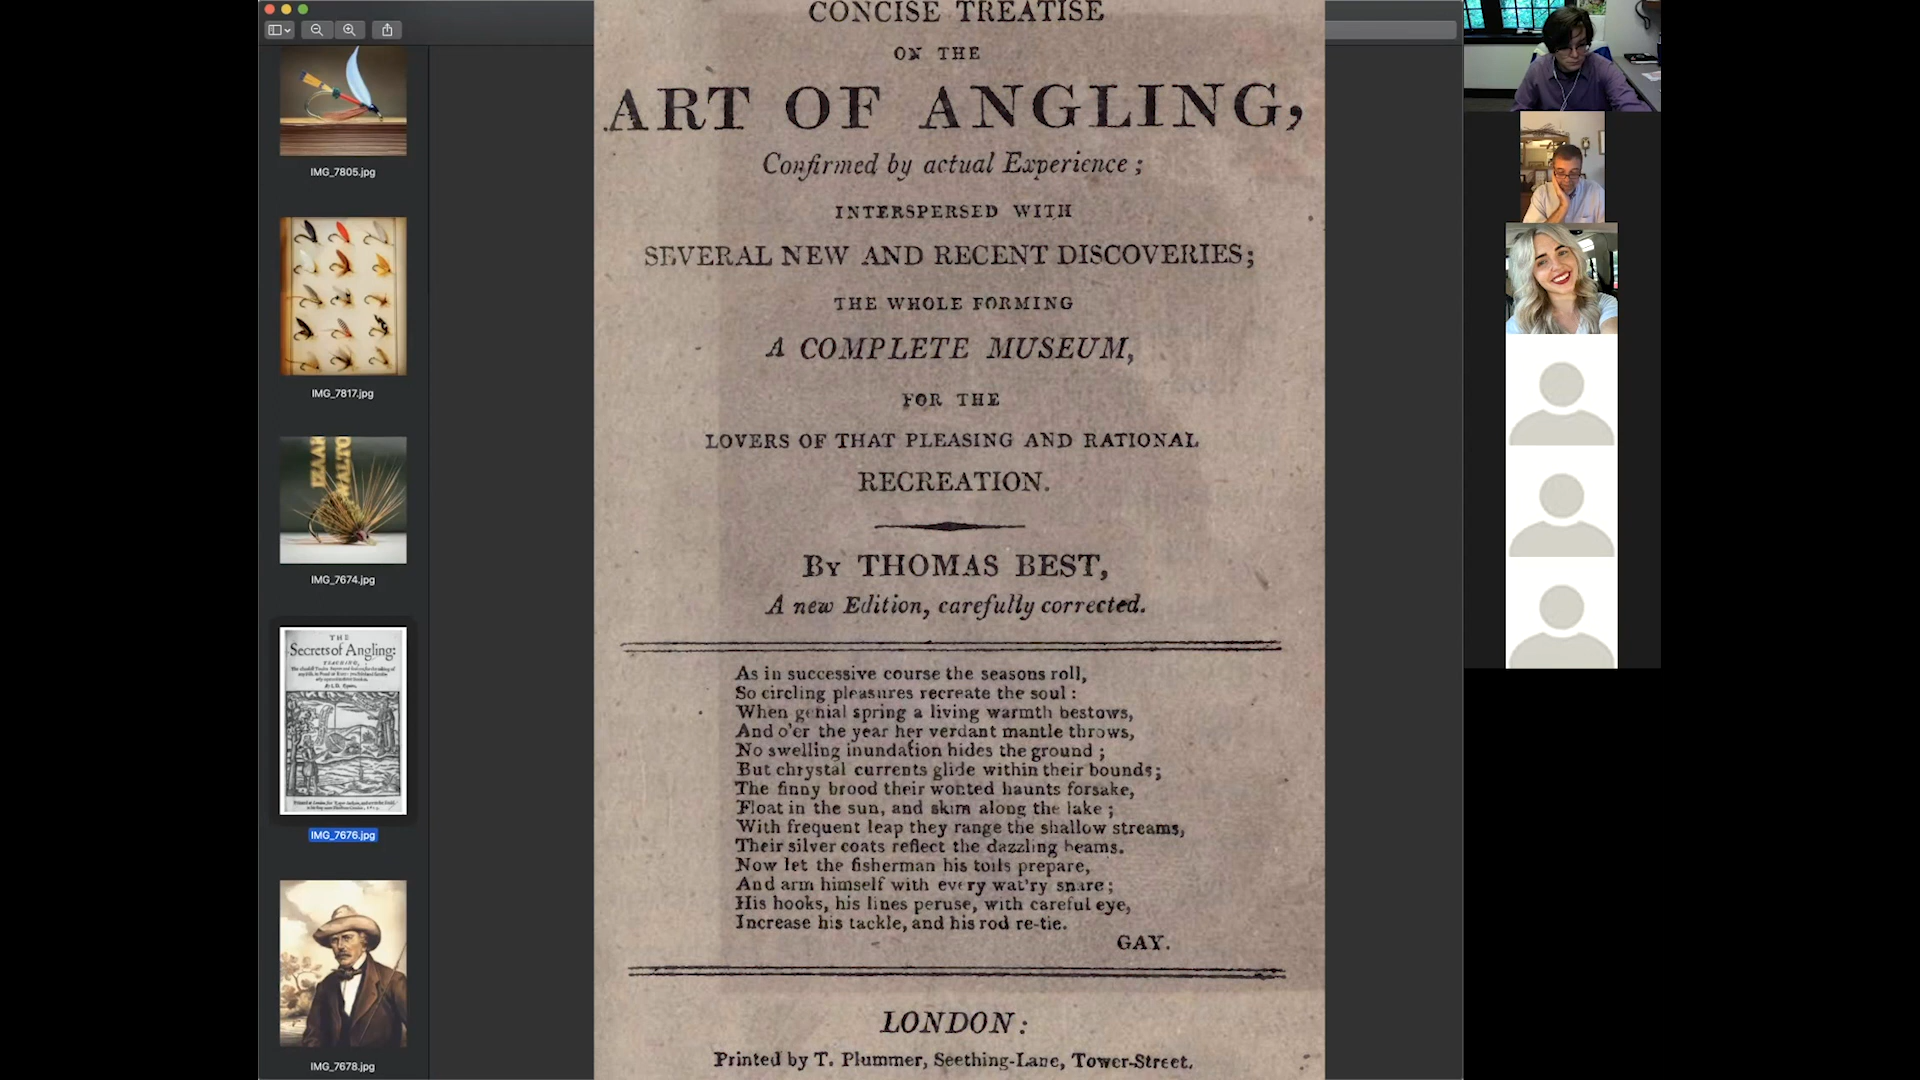 IMG_7805.jpg
IMG_7817.jpg
IZAAK
WALTO
IMG_7674.jpg
THE
Secrets of Angling:
TEACHING,
IMG_7676.jpg
IMG_7678.jpg
CONCISE TREATISE
ON THE
ART OF ANGLING,
Confirmed by actual Experience;
INTERSPERSED WITH
SEVERAL NEW AND RECENT DISCOVERIES;
THE WHOLE FORMING
A COMPLETE MUSEUM,
FOR THE
LOVERS OF THAT PLEASING AND RATIONAL
RECREATION.
By THOMAS BEST,
A new Edition, carefully corrected.
As in successive course the seasons roll,
So circling pleasures recreate the soul:
When genial spring a living warmth bestows,
And o'er the year her verdant mantle throws,
No swelling inundation hides the ground;
But chrystal currents glide within their bounds;
The finny brood their wonted haunts forsake,
Float in the sun, and skim along the lake;
With frequent leap they range the shallow streams,
Their silver coats reflect the dazzling beams.
Now let the fisherman his toils prepare,
And arm himself with every wat'ry snare;
His hooks, his lines peruse, with careful eye,
Increase his tackle, and his rod re-tie.
GAY.
LONDON:
Printed by T. Plummer, Seething-Lane, Tower-Street.